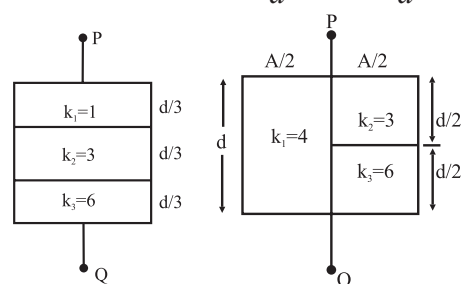 d d
P
k₁=1 d/3
k₂=3 d/3
k₃=6 d/3
Q
P
A/2 A/2
d k₁=4 k₂=3 d/2
k₃=6 d/2